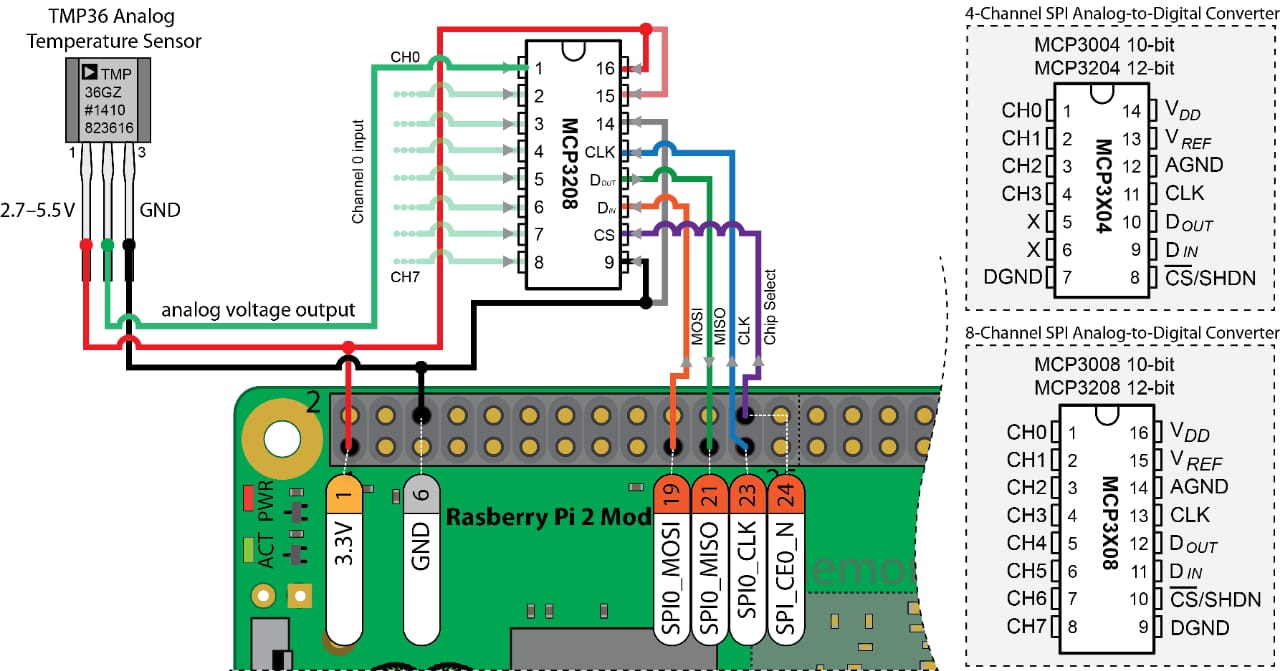 TMP36 Analog
Temperature Sensor
TMP
36GZ
#1410
823616
1
3
2.7–5.5V
GND
analog voltage output
Channel 0 input
CH0
CH7
MCP3208
1
2
3
4
5
6
7
8
16
15
14
CLK
DOUT
DIN
CS
9
MOSI
MISO
CLK
Chip Select
2
PWR
ACT
1
3.3V
6
GND
Rasberry Pi 2 Mod
19
SPI0_MOSI
21
SPI0_MISO
23
SPI0_CLK
24
SPI_CE0_N
4-Channel SPI Analog-to-Digital Converter
MCP3004 10-bit
MCP3204 12-bit
MCP3X04
CH0 1 14 VDD
CH1 2 13 VREF
CH2 3 12 AGND
CH3 4 11 CLK
X 5 10 DOUT
X 6 9 DIN
DGND 7 8 CS/SHDN
8-Channel SPI Analog-to-Digital Converter
MCP3008 10-bit
MCP3208 12-bit
MCP3X08
CH0 1 16 VDD
CH1 2 15 VREF
CH2 3 14 AGND
CH3 4 13 CLK
CH4 5 12 DOUT
CH5 6 11 DIN
CH6 7 10 CS/SHDN
CH7 8 9 DGND